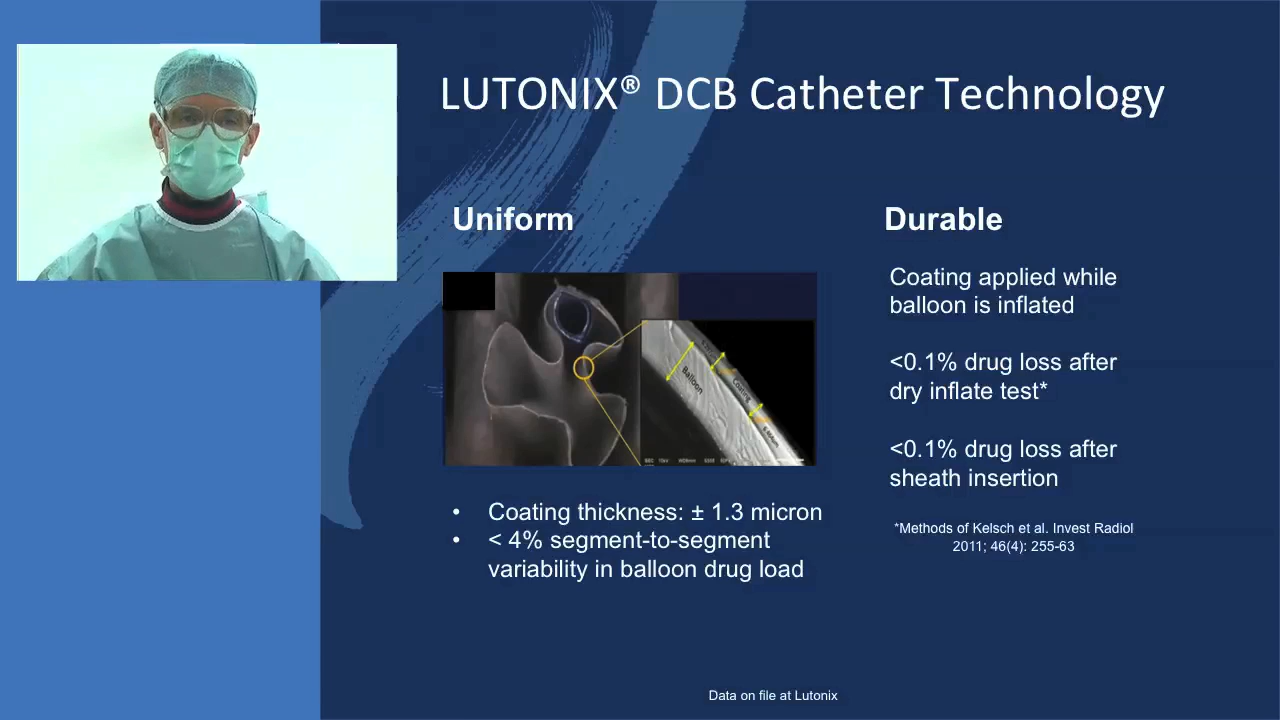 LUTONIX® DCB Catheter Technology
Uniform
Balloon
Coating
• Coating thickness: ± 1.3 micron
• < 4% segment-to-segment
variability in balloon drug load
Durable
Coating applied while
balloon is inflated
<0.1% drug loss after
dry inflate test*
<0.1% drug loss after
sheath insertion
*Methods of Kelsch et al. Invest Radiol
2011; 46(4): 255-63
Data on file at Lutonix